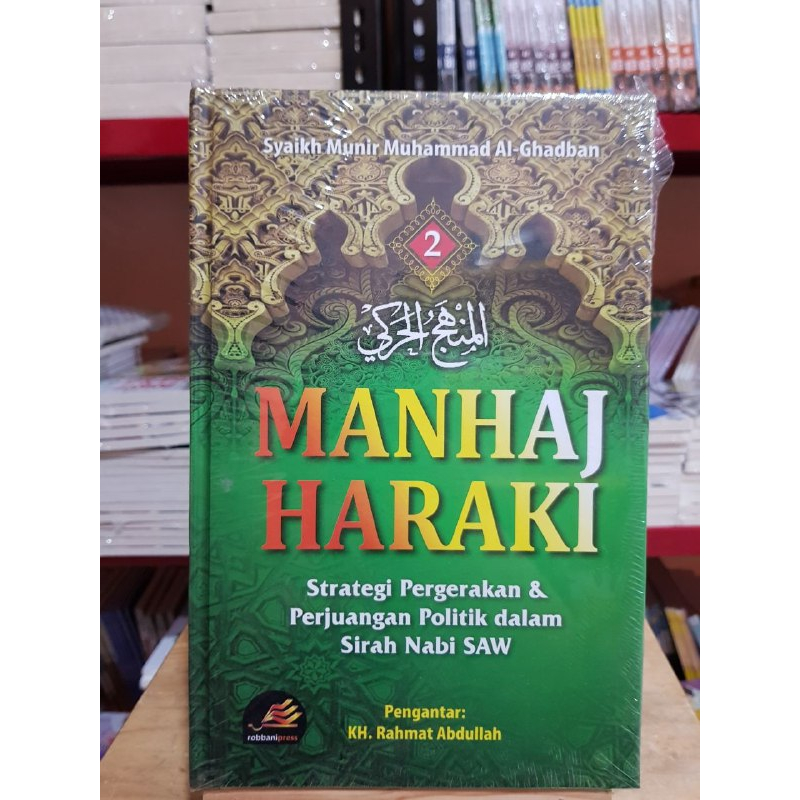 Syaikh Munir Muhammad Al-Ghadban
2
المنهج الحركي
MANHAJ
HARAKI
Strategi Pergerakan &
Perjuangan Politik dalam
Sirah Nabi SAW
robbanipress
Pengantar:
KH. Rahmat Abdullah